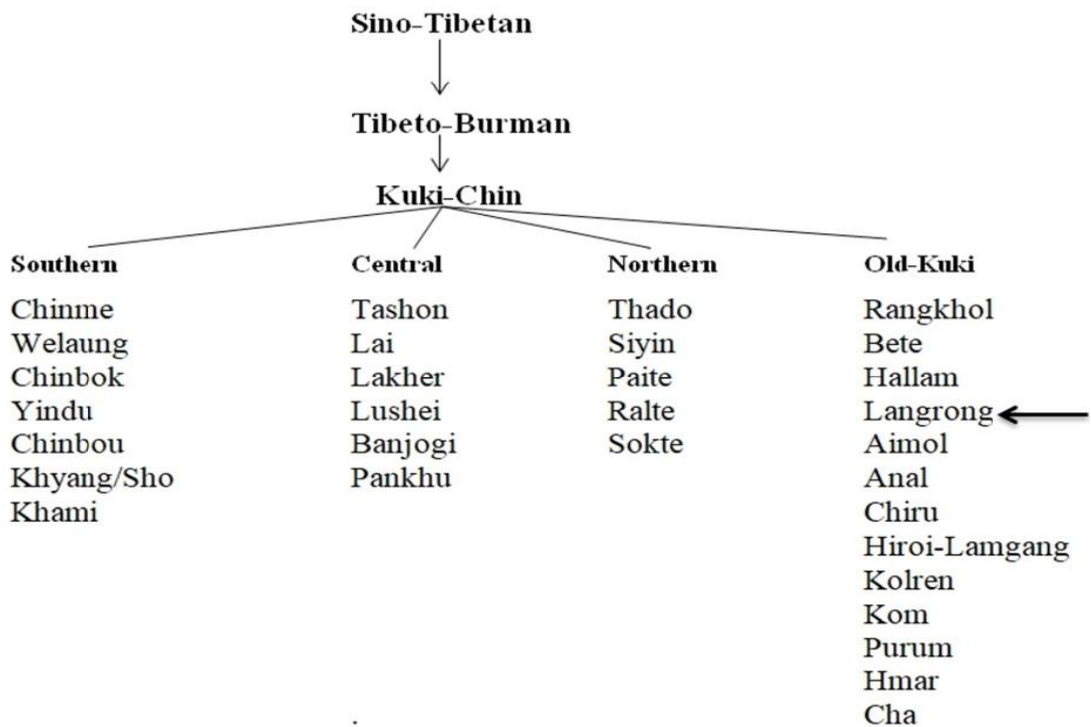 Sino-Tibetan
Tibeto-Burman
Kuki-Chin
Southern Central Northern Old-Kuki
Chinme Tashon Thado Rangkhol
Welaung Lai Siyin Bete
Chinbok Lakher Paite Hallam
Yindu Lushei Ralte Langrong
Chinbou Banjogi Sokte Aimol
Khyang/Sho Pankhu Anal
Khami Chiru
Hiroi-Lamgang
Kolren
Kom
Purum
Hmar
. Cha